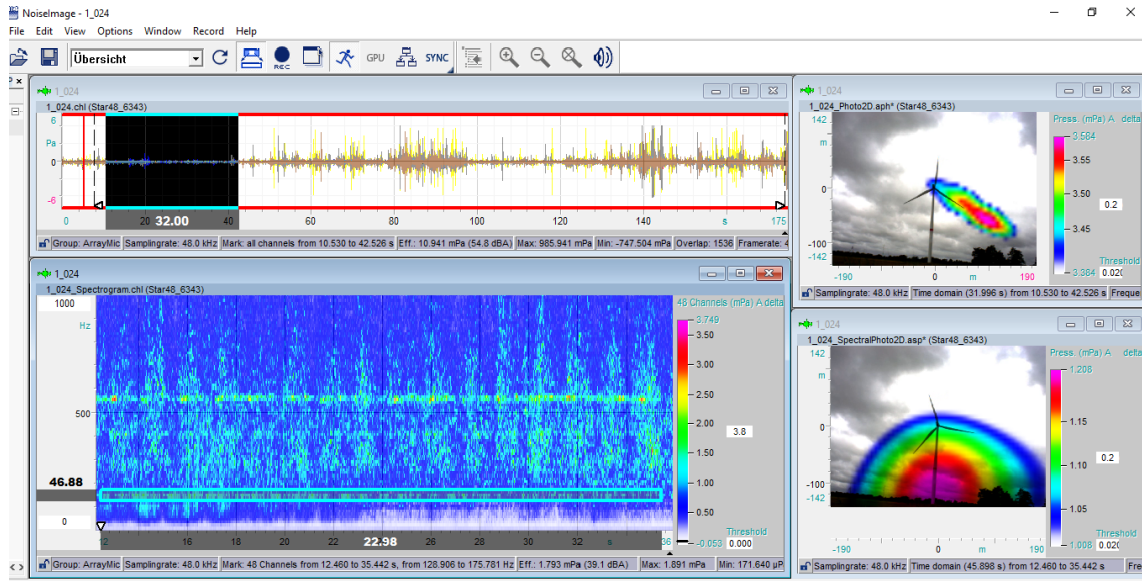 NoiseImage - 1_024
File Edit View Options Window Record Help
Übersicht REC GPU SYNC
1_024
1_024.chl (Star48_6343)
6
Pa
0
-6
0 20 32.00 40 60 80 100 120 140 s 175
Group: ArrayMic Samplingrate: 48.0 kHz Mark: all channels from 10.530 to 42.526 s Eff.: 10.941 mPa (54.8 dBA) Max: 985.941 mPa Min: -747.504 mPa Overlap: 1536 Framerate: 4
1_024
1_024_Spectrogram.chl (Star48_6343)
1000
Hz
500
46.88
0
12 16 18 20 22.98 26 28 30 32 s 36
48 Channels (mPa) A delta
3.749
3.50
3.00
2.50
2.00
3.8
1.50
1.00
0.50
Threshold
-0.053 0.000
Group: ArrayMic Samplingrate: 48.0 kHz Mark: 48 Channels from 12.460 to 35.442 s, from 128.906 to 175.781 Hz Eff.: 1.793 mPa (39.1 dBA) Max: 1.891 mPa Min: 171.640 µP
1_024
1_024_Photo2D.aph* (Star48_6343)
142
m
0
-100
-142
-190 0 m 190
Press. (mPa) A delta
3.584
3.55
3.50
0.2
3.45
Threshold
3.384 0.020
Samplingrate: 48.0 kHz Time domain (31.996 s) from 10.530 to 42.526 s Freque
1_024
1_024_SpectralPhoto2D.asp* (Star48_6343)
142
m
0
-100
-142
-190 0 m 190
Press. (mPa) A delta
1.208
1.15
1.10
0.2
1.05
Threshold
1.008 0.020
Samplingrate: 48.0 kHz Time domain (45.898 s) from 12.460 to 35.442 s Fre